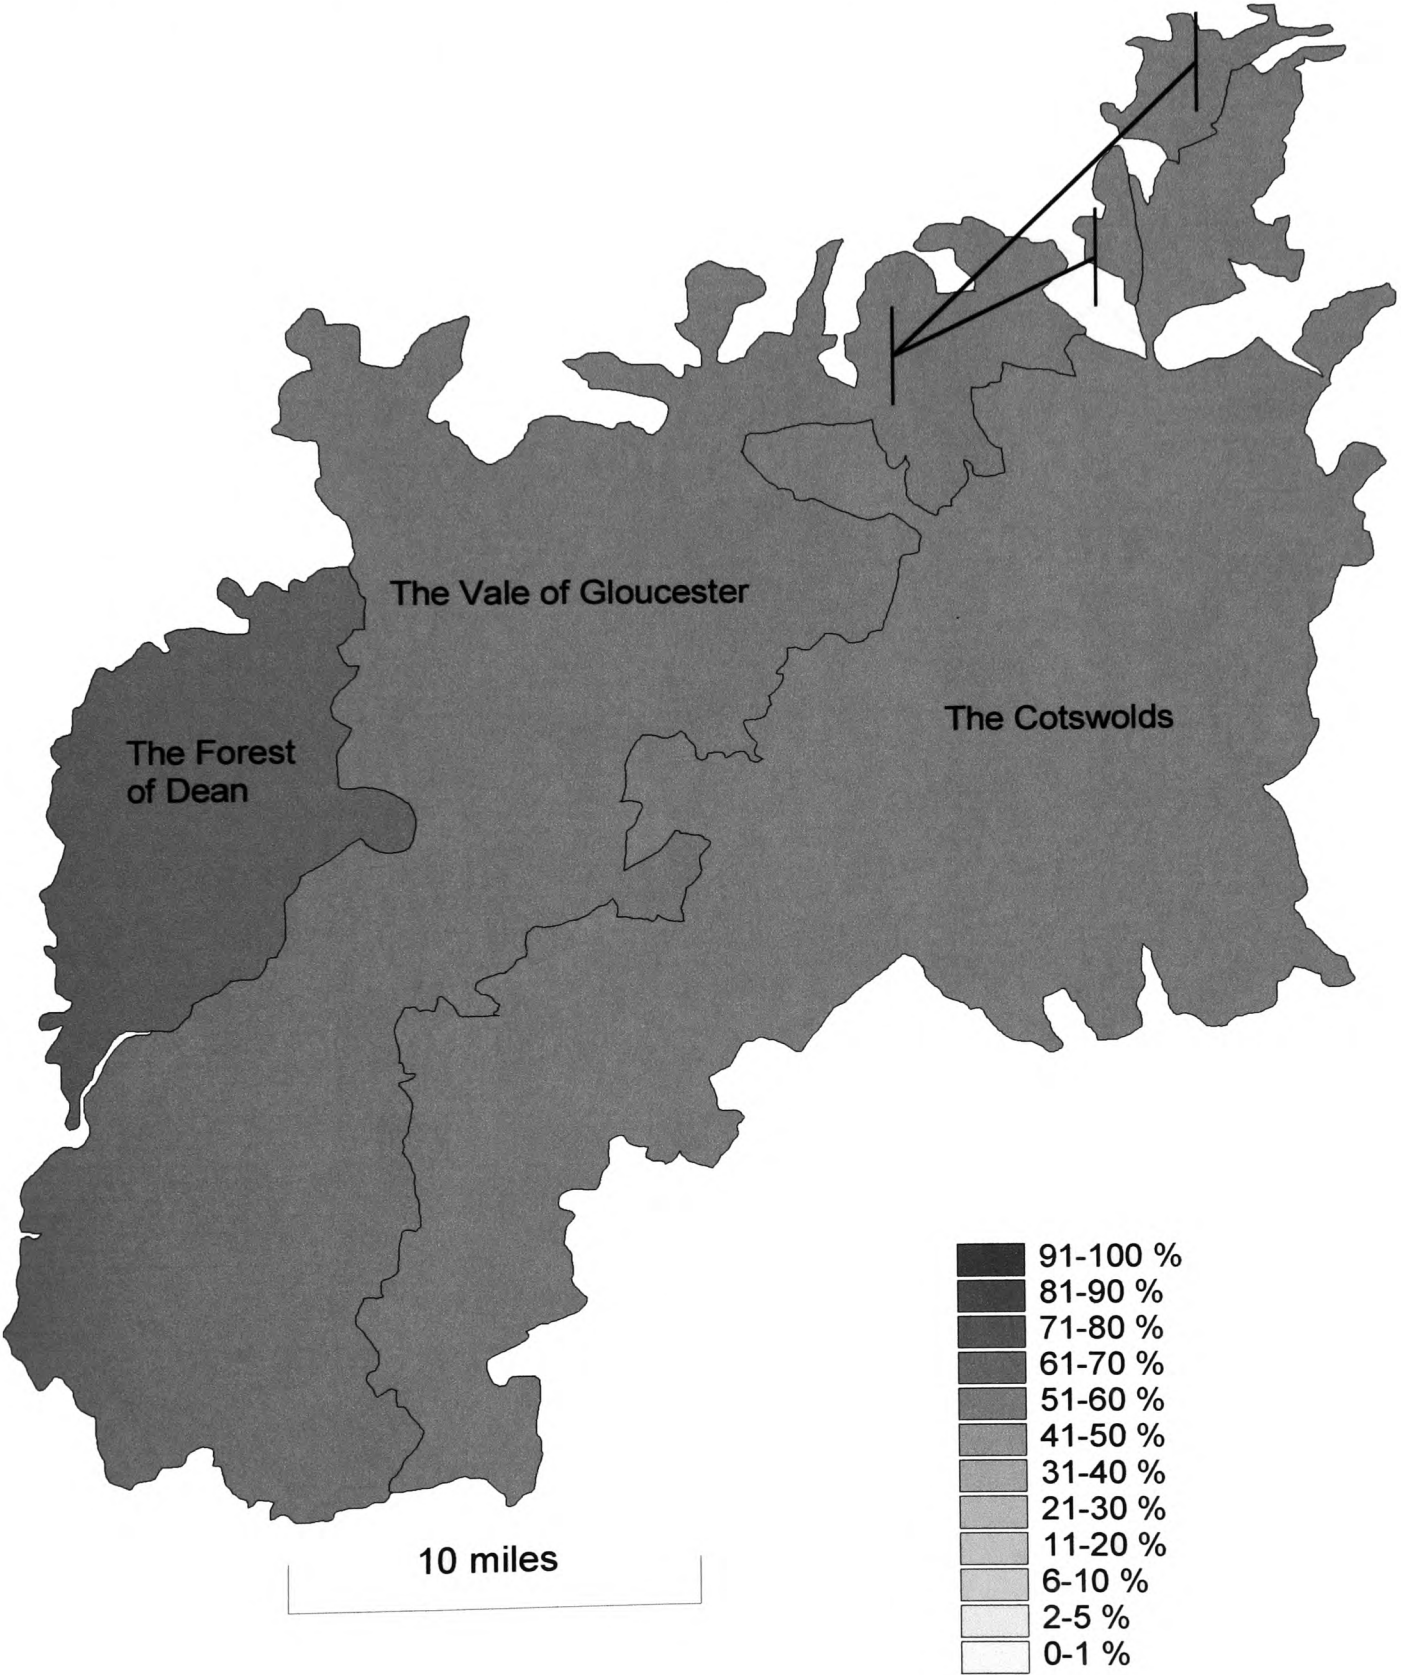 The Vale of Gloucester
The Cotswolds
The Forest
of Dean
91-100 %
81-90 %
71-80 %
61-70 %
51-60 %
41-50 %
31-40 %
21-30 %
11-20 %
6-10 %
2-5 %
0-1 %
10 miles